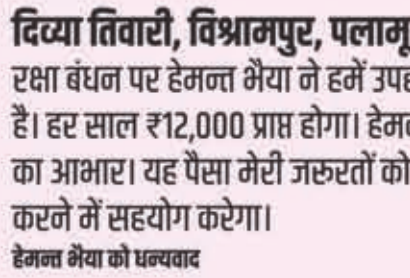 दिव्या तिवारी, विश्रामपुर, पलामू
रक्षा बंधन पर हेमन्त भैया ने हमें
है। हर साल ₹12,000 प्राप्त होगा।
का आभार। यह पैसा मेरी जरूरतों को
करने में सहयोग करेगा।
हेमन्त भैया को धन्यवाद